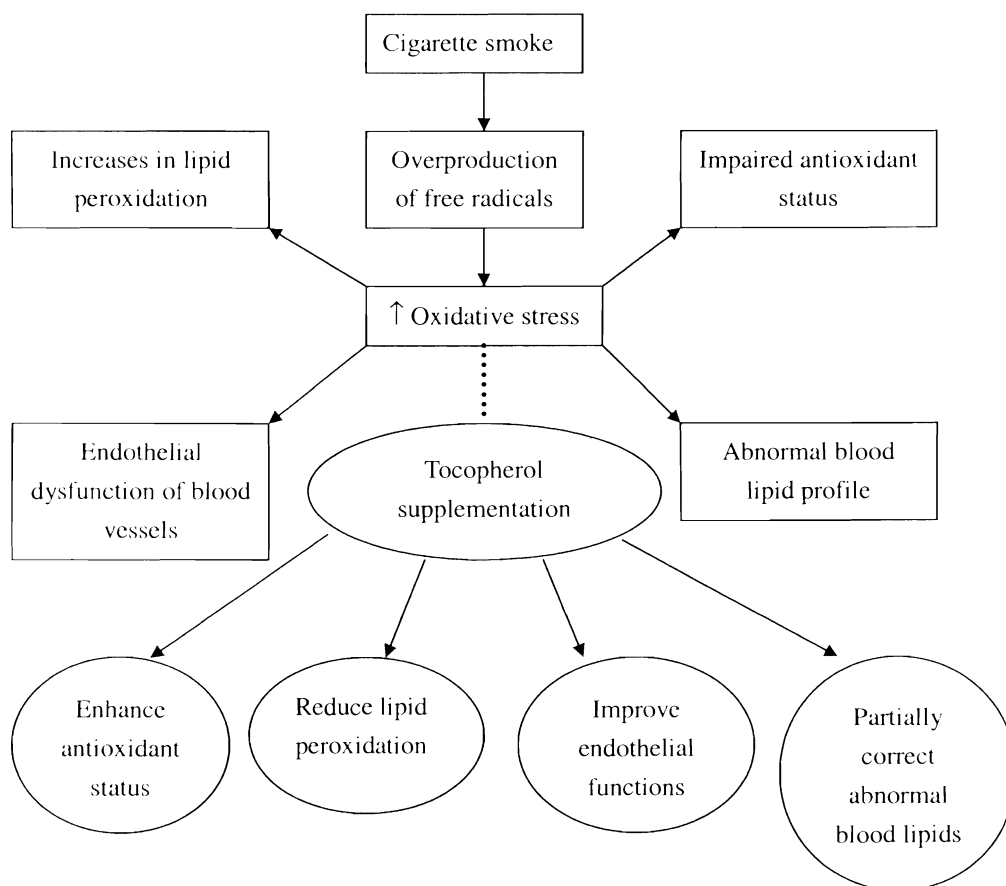 Cigarette smoke
Increases in lipid
peroxidation
Overproduction
of free radicals
Impaired antioxidant
status
↑ Oxidative stress
Endothelial
dysfunction of blood
vessels
Tocopherol
supplementation
Abnormal blood
lipid profile
Enhance
antioxidant
status
Reduce lipid
peroxidation
Improve
endothelial
functions
Partially
correct
abnormal
blood lipids